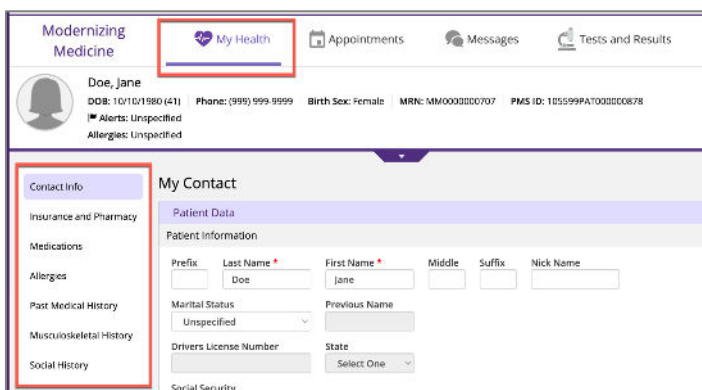 Modernizing Medicine
My Health
Appointments
Messages
Tests and Results
Doe, Jane
DOB: 10/10/1980 (41) Phone: (999) 999-9999 Birth Sex: Female MRN: MM0000000707 PMS ID: 105599PAT000000878
Alerts: Unspecified
Allergies: Unspecified
Contact Info
Insurance and Pharmacy
Medications
Allergies
Past Medical History
Musculoskeletal History
Social History
My Contact
Patient Data
Patient Information
Prefix Last Name * First Name * Middle Suffix Nick Name
Doe Jane
Marital Status Previous Name
Unspecified
Drivers License Number State
Select One
Social Security